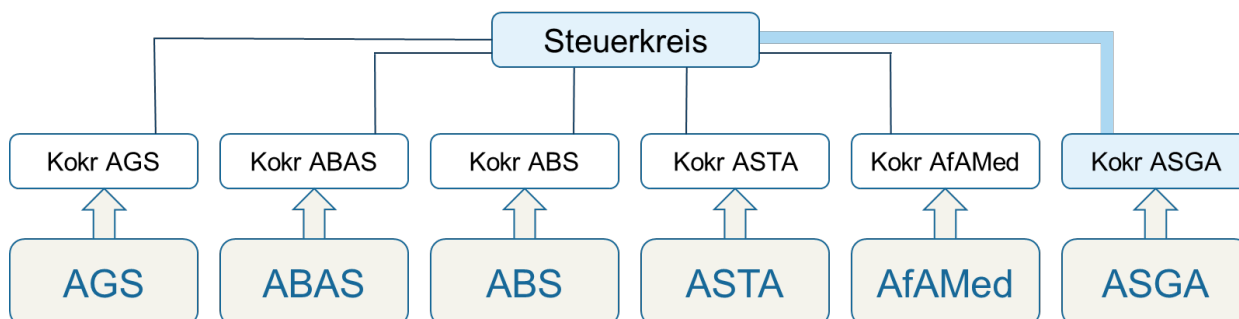 Steuerkreis
Kokr AGS
Kokr ABAS
Kokr ABS
Kokr ASTA
Kokr AfAMed
Kokr ASGA
AGS
ABAS
ABS
ASTA
AfAMed
ASGA